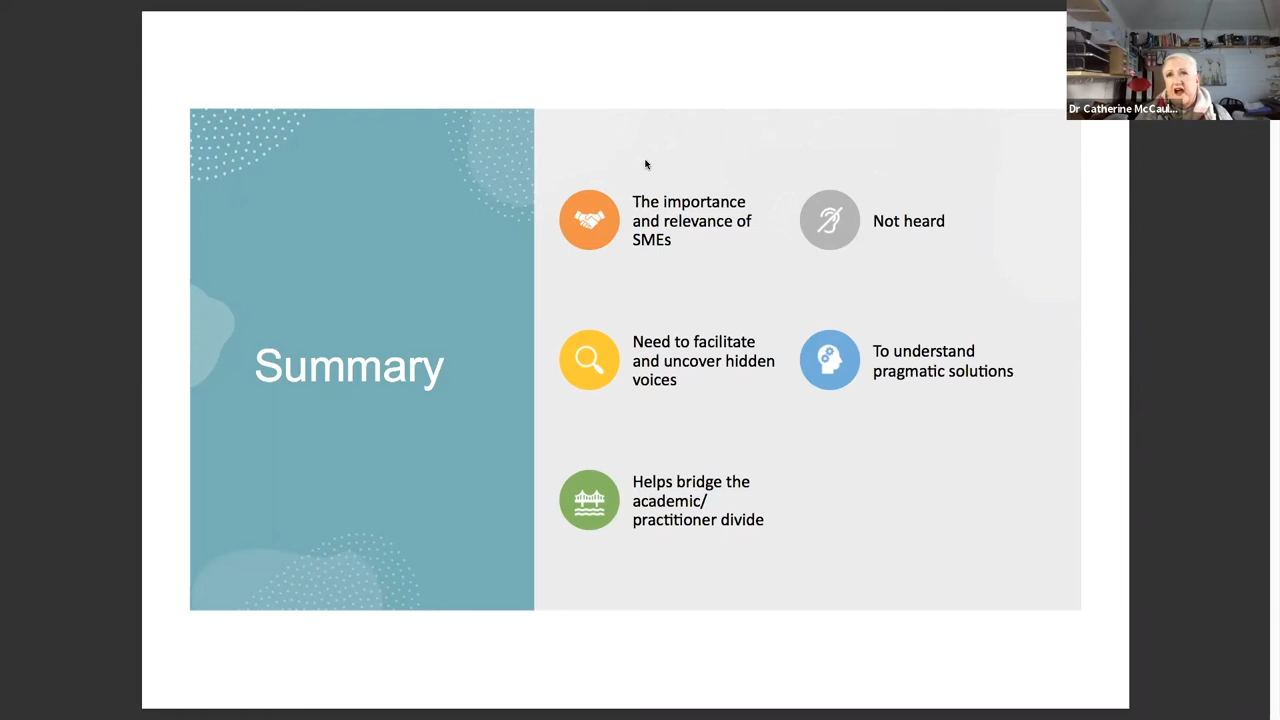 Dr Catherine McCaul...
Summary
The importance
and relevance of
SMEs
Not heard
Need to facilitate
and uncover hidden
voices
To understand
pragmatic solutions
Helps bridge the
academic/
practitioner divide